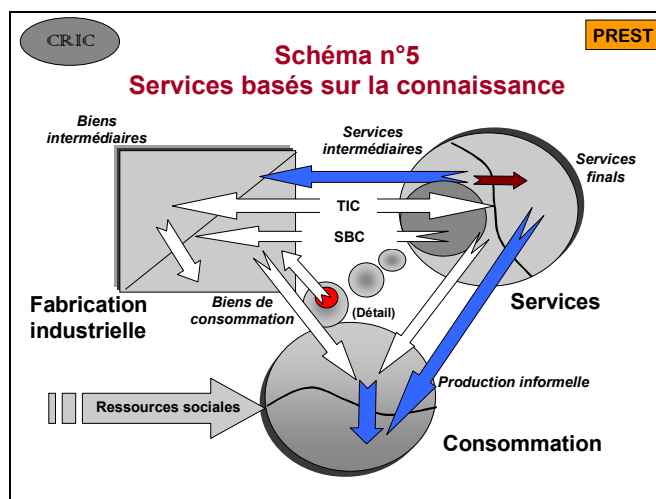 CRIC
PREST
Schéma n°5
Services basés sur la connaissance
Biens
intermédiaires
Services
intermédiaires
Services
finals
TIC
SBC
Fabrication
industrielle
Biens de
consommation
(Détail)
Services
Production informelle
Ressources sociales
Consommation